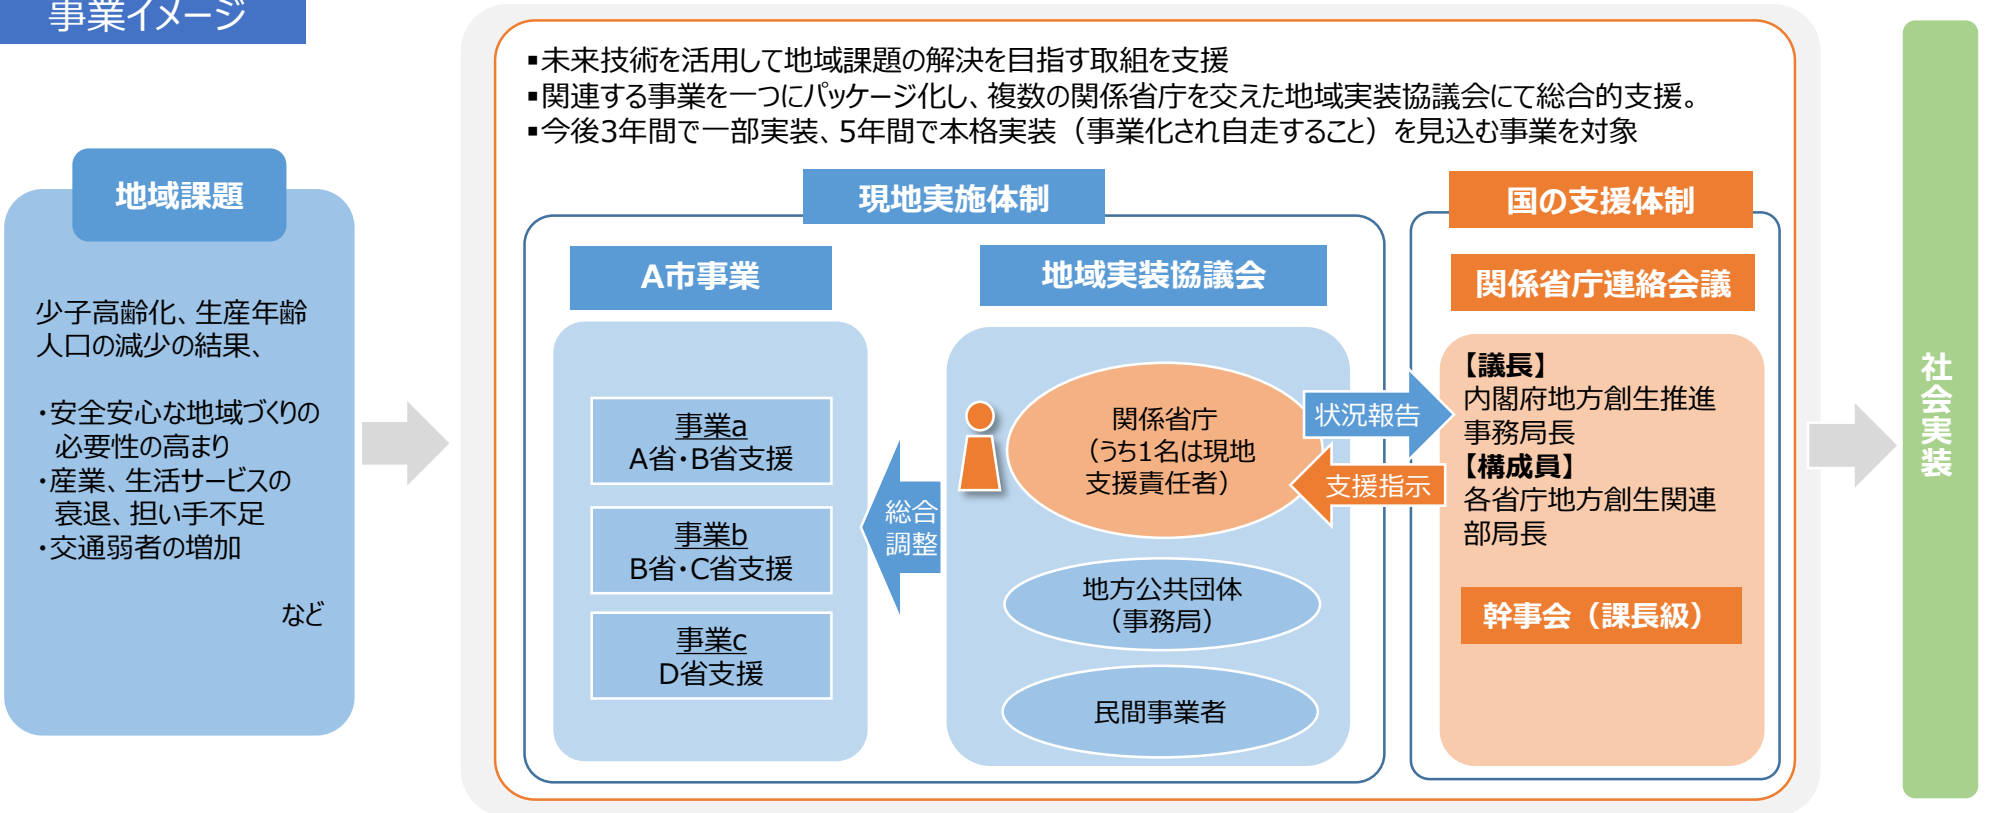 事業イメージ
▪未来技術を活用して地域課題の解決を目指す取組を支援
▪関連する事業を一つにパッケージ化し、複数の関係省庁を交えた地域実装協議会にて総合的支援。
▪今後3年間で一部実装、5年間で本格実装（事業化され自走すること）を見込む事業を対象
地域課題
少子高齢化、生産年齢
人口の減少の結果、
・安全安心な地域づくりの
必要性の高まり
・産業、生活サービスの
衰退、担い手不足
・交通弱者の増加
など
現地実施体制
A市事業
事業a
A省・B省支援
事業b
B省・C省支援
事業c
D省支援
総合
調整
地域実装協議会
関係省庁
（うち1名は現地
支援責任者）
地方公共団体
（事務局）
民間事業者
状況報告
支援指示
国の支援体制
関係省庁連絡会議
【議長】
内閣府地方創生推進
事務局長
【構成員】
各省庁地方創生関連
部局長
幹事会（課長級）
社会実装